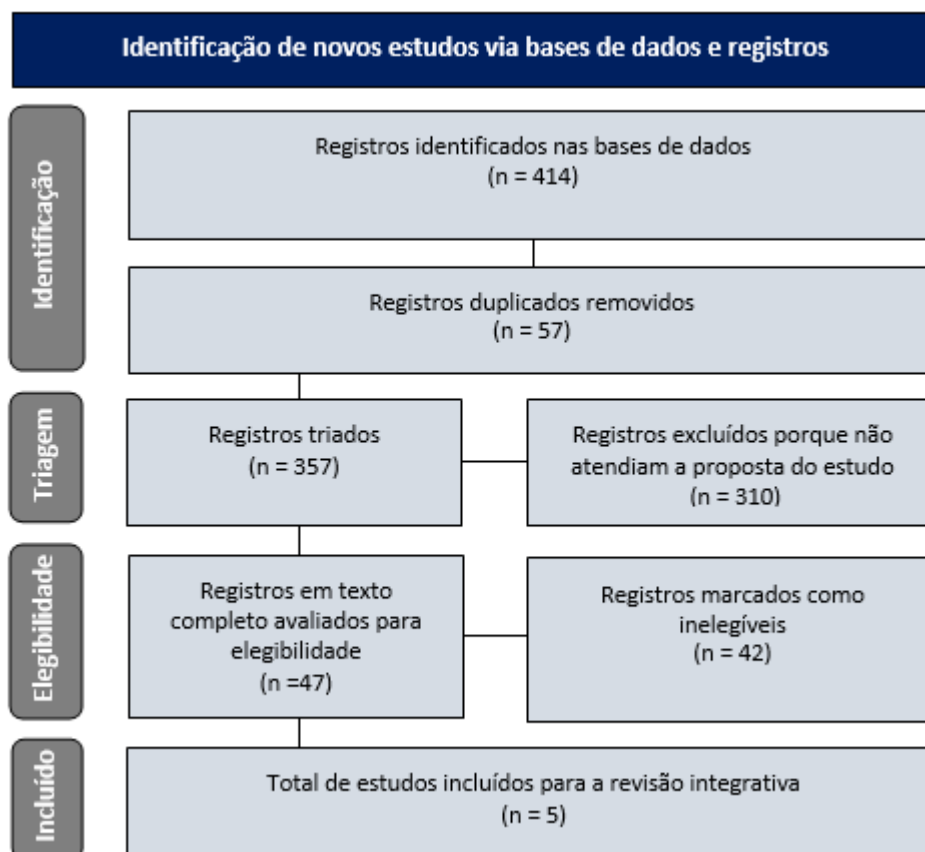 Identificação de novos estudos via bases de dados e registros
Identificação
Registros identificados nas bases de dados
(n = 414)
Registros duplicados removidos
(n = 57)
Triagem
Registros triados
(n = 357)
Registros excluídos porque não
atendiam a proposta do estudo
(n = 310)
Elegibilidade
Registros em texto
completo avaliados para
elegibilidade
(n =47)
Registros marcados como
inelegíveis
(n = 42)
Incluído
Total de estudos incluídos para a revisão integrativa
(n = 5)